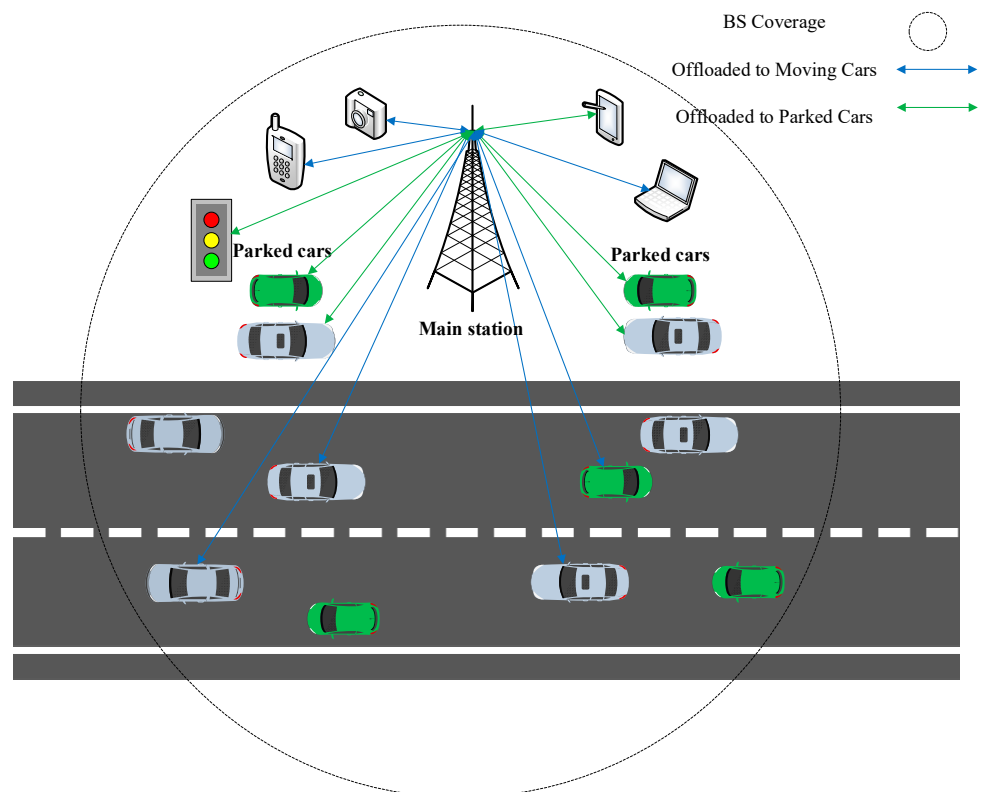 BS Coverage
Offloaded to Moving Cars
Offloaded to Parked Cars
Parked cars
Parked cars
Main station